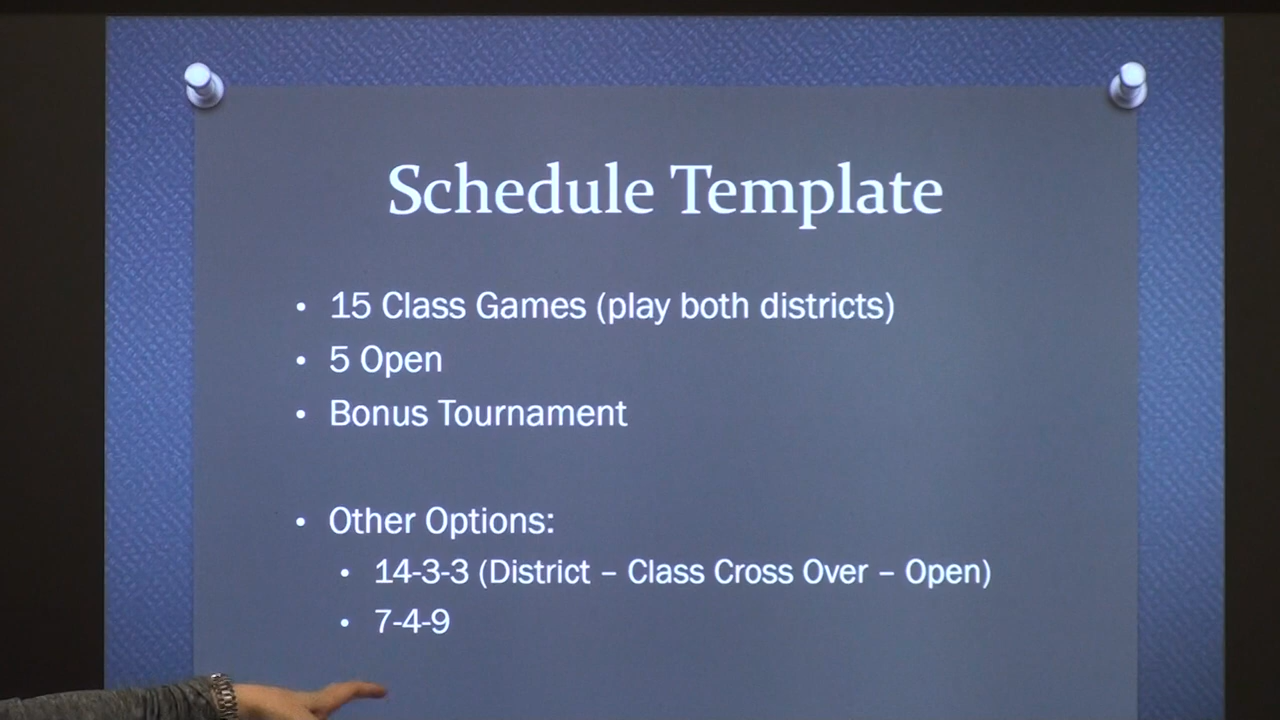 Schedule Template
• 15 Class Games (play both districts)
• 5 Open
• Bonus Tournament
• Other Options:
• 14-3-3 (District – Class Cross Over – Open)
• 7-4-9